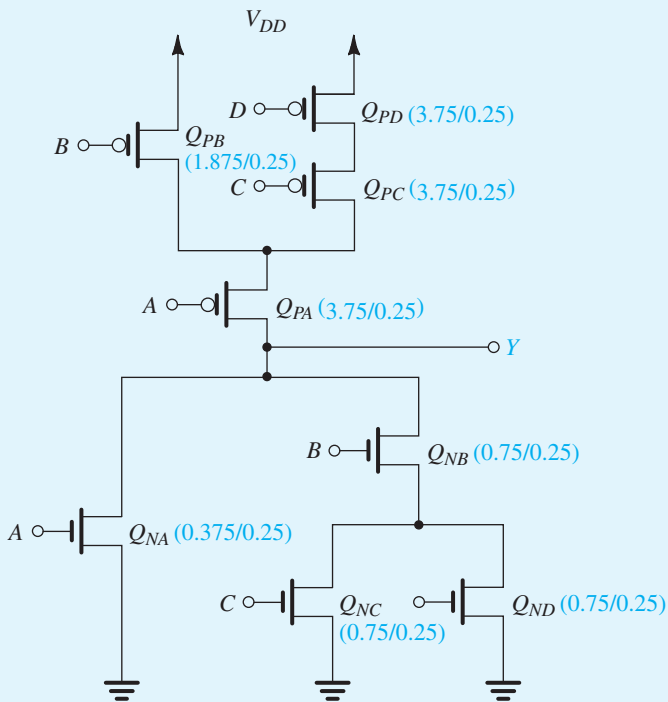 V_DD
D
Q_PD (3.75/0.25)
B
Q_PB
(1.875/0.25)
C
Q_PC (3.75/0.25)
A
Q_PA (3.75/0.25)
Y
B
Q_NB (0.75/0.25)
A
Q_NA (0.375/0.25)
C
Q_NC
(0.75/0.25)
Q_ND (0.75/0.25)